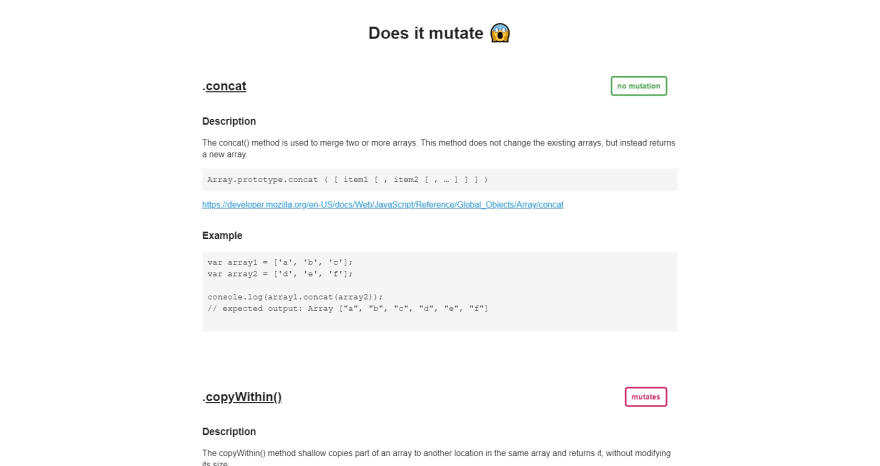 Does it mutate 😱
.concat
no mutation
Description
The concat() method is used to merge two or more arrays. This method does not change the existing arrays, but instead returns
a new array.
Array.prototype.concat ( [ item1 [ , item2 [ , … ] ] ] )
https://developer.mozilla.org/en-US/docs/Web/JavaScript/Reference/Global_Objects/Array/concat
Example
var array1 = ['a', 'b', 'c'];
var array2 = ['d', 'e', 'f'];
console.log(array1.concat(array2));
// expected output: Array ["a", "b", "c", "d", "e", "f"]
.copyWithin()
mutates
Description
The copyWithin() method shallow copies part of an array to another location in the same array and returns it, without modifying
its size.